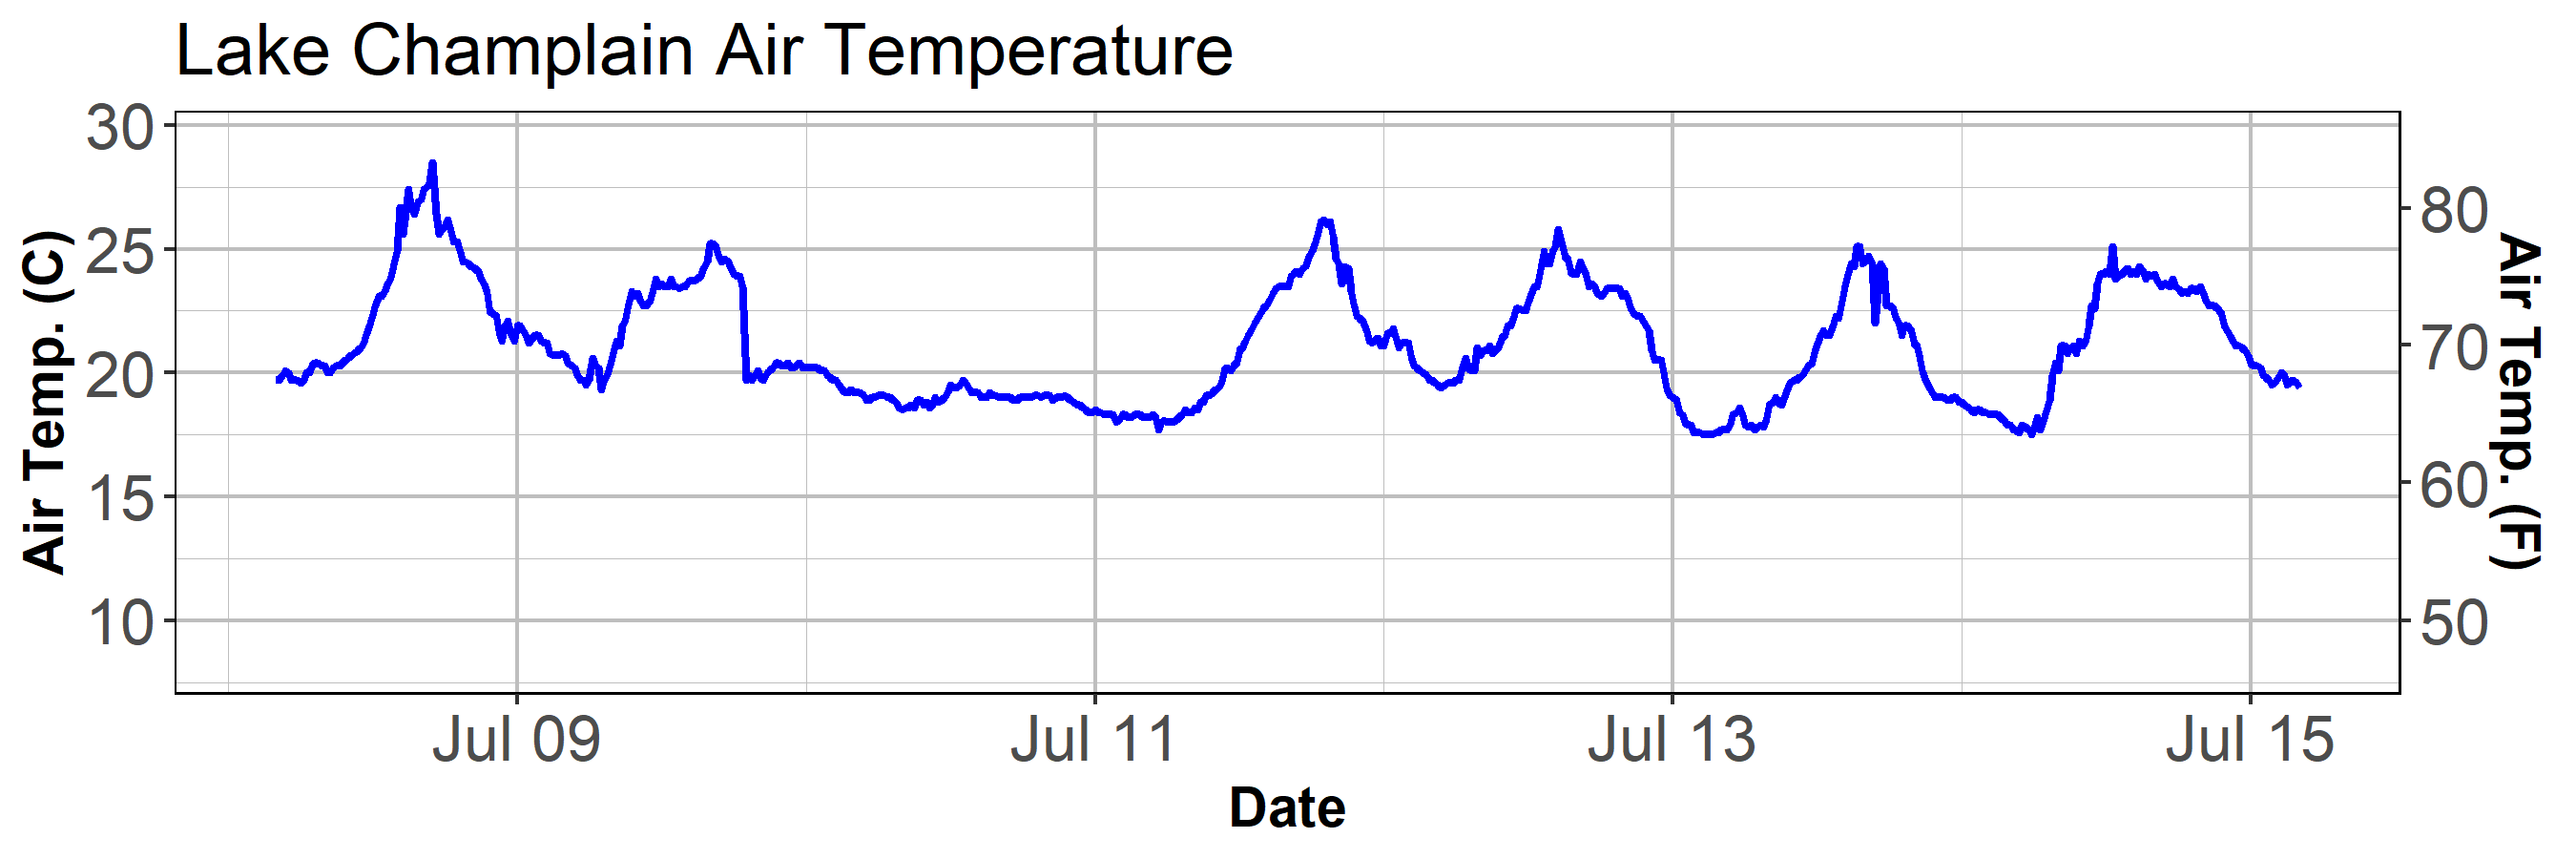 Lake Champlain Air Temperature
30
25
20
15
10
Air Temp. (C)
80
70
60
50
Air Temp. (F)
Jul 09 Jul 11 Jul 13 Jul 15
Date